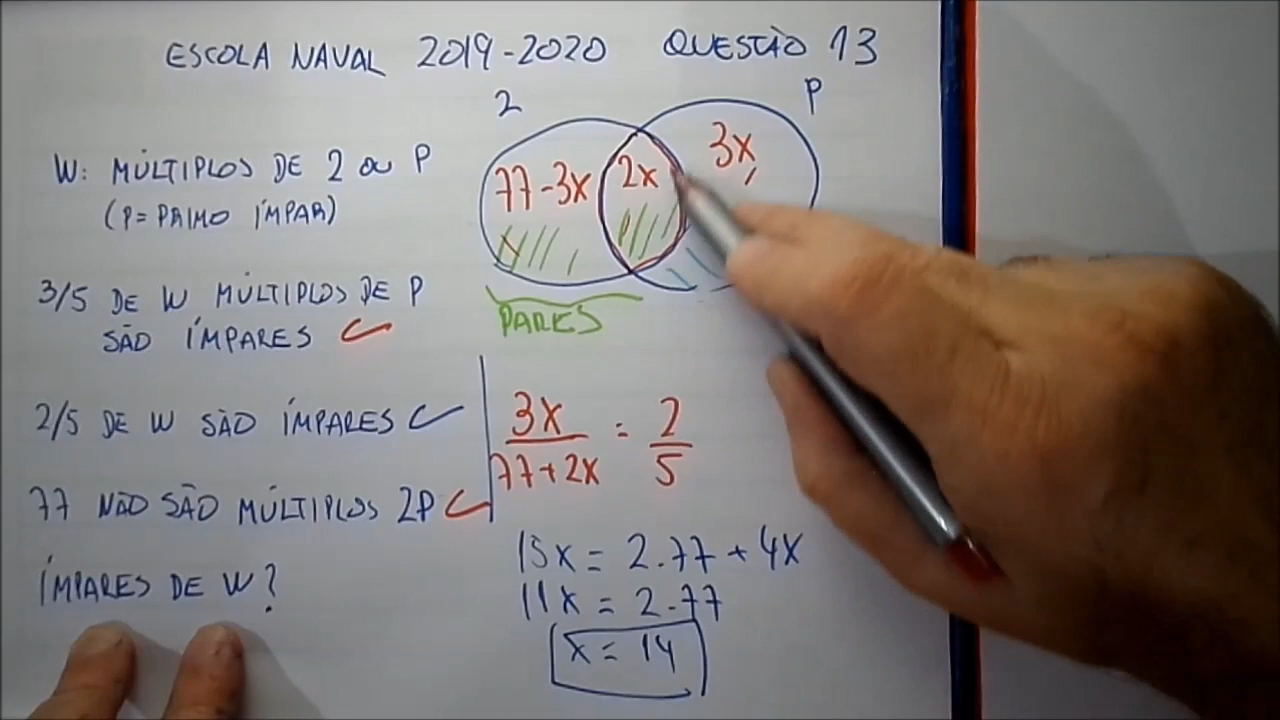 ESCOLA NAVAL 2019-2020 QUESTÃO 13
W: MÚLTIPLOS DE 2 OU P
(P=PRIMO ÍMPAR)
3/5 DE W MÚLTIPLOS DE P
SÃO ÍMPARES
2/5 DE W SÃO ÍMPARES
77 NÃO SÃO MÚLTIPLOS 2P
ÍMPARES DE W?
2 P
77-3x 2x 3x
PARES
3x/77+2x = 2/5
15x = 2.77 + 4x
11x = 2.77
x = 14